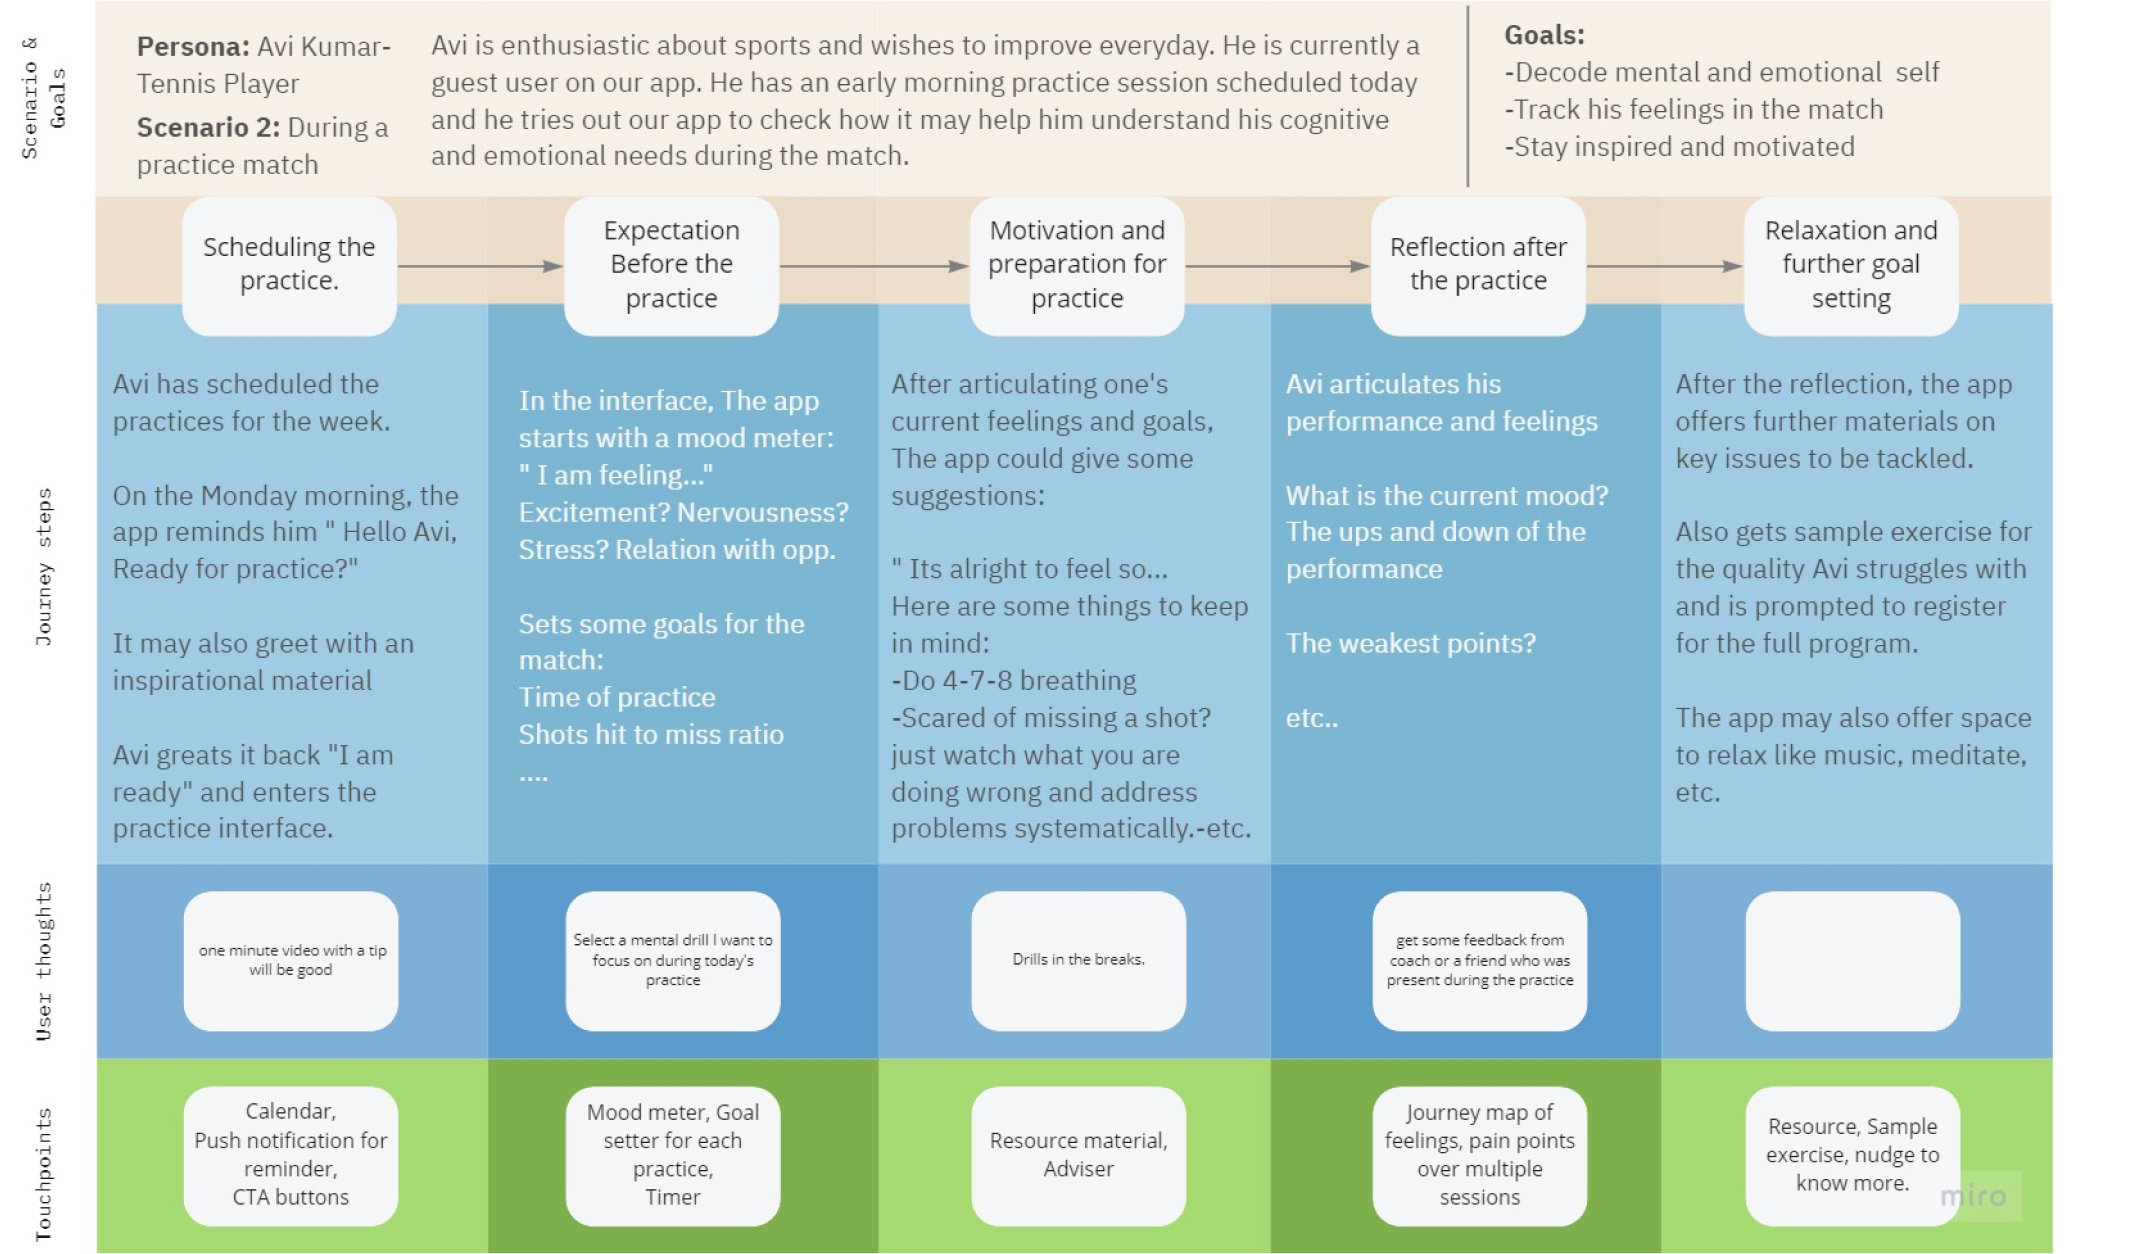 Scenario &
Goals
Persona: Avi Kumar-
Tennis Player
Scenario 2: During a
practice match
Avi is enthusiastic about sports and wishes to improve everyday. He is currently a
guest user on our app. He has an early morning practice session scheduled today
and he tries out our app to check how it may help him understand his cognitive
and emotional needs during the match.
Goals:
-Decode mental and emotional  self
-Track his feelings in the match
-Stay inspired and motivated
Scheduling the
practice.
Expectation
Before the
practice
Motivation and
preparation for
practice
Reflection after
the practice
Relaxation and
further goal
setting
Journey steps
Avi has scheduled the
practices for the week.
On the Monday morning, the
app reminds him " Hello Avi,
Ready for practice?"
It may also greet with an
inspirational material
Avi greats it back "I am
ready" and enters the
practice interface.
In the interface, The app
starts with a mood meter:
" I am feeling..."
Excitement? Nervousness?
Stress? Relation with opp.
Sets some goals for the
match:
Time of practice
Shots hit to miss ratio
....
After articulating one's
current feelings and goals,
The app could give some
suggestions:
" Its alright to feel so...
Here are some things to keep
in mind:
-Do 4-7-8 breathing
-Scared of missing a shot?
just watch what you are
doing wrong and address
problems systematically.-etc.
Avi articulates his
performance and feelings
What is the current mood?
The ups and down of the
performance
The weakest points?
etc..
After the reflection, the app
offers further materials on
key issues to be tackled.
Also gets sample exercise for
the quality Avi struggles with
and is prompted to register
for the full program.
The app may also offer space
to relax like music, meditate,
etc.
User thoughts
one minute video with a tip
will be good
Select a mental drill I want to
focus on during today's
practice
Drills in the breaks.
get some feedback from
coach or a friend who was
present during the practice
Touchpoints
Calendar,
Push notification for
reminder,
CTA buttons
Mood meter, Goal
setter for each
practice,
Timer
Resource material,
Adviser
Journey map of
feelings, pain points
over multiple
sessions
Resource, Sample
exercise, nudge to
know more.
miro